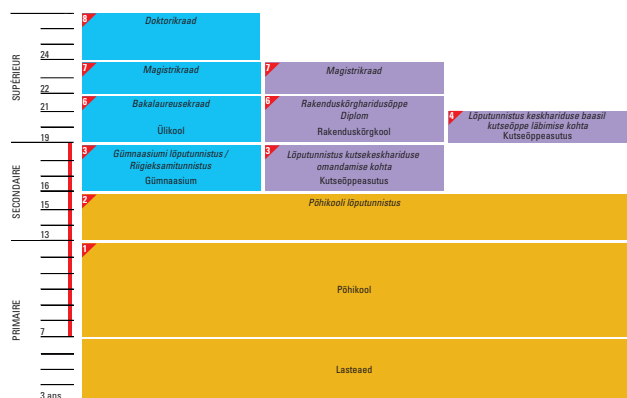 SUPÉRIEUR
SECONDAIRE
PRIMAIRE
24
22
21
19
16
15
13
7
3 ans
8
Doktorikraad
7
Magistrikraad
7
Magistrikraad
6
Bakalaureusekraad
Ülikool
6
Rakenduskõrgharidusõppe
Diplom
Rakenduskõrgkool
4
Lõputunnistus keskhariduse baasil
kutseõppe läbimise kohta
Kutseõppeasutus
3
Gümnaasiumi lõputunnistus /
Riigieksamitunnistus
Gümnaasium
3
Lõputunnistus kutsekeskhariduse
omandamise kohta
Kutseõppeasutus
2
Põhikooli lõputunnistus
1
Põhikool
Lasteaed